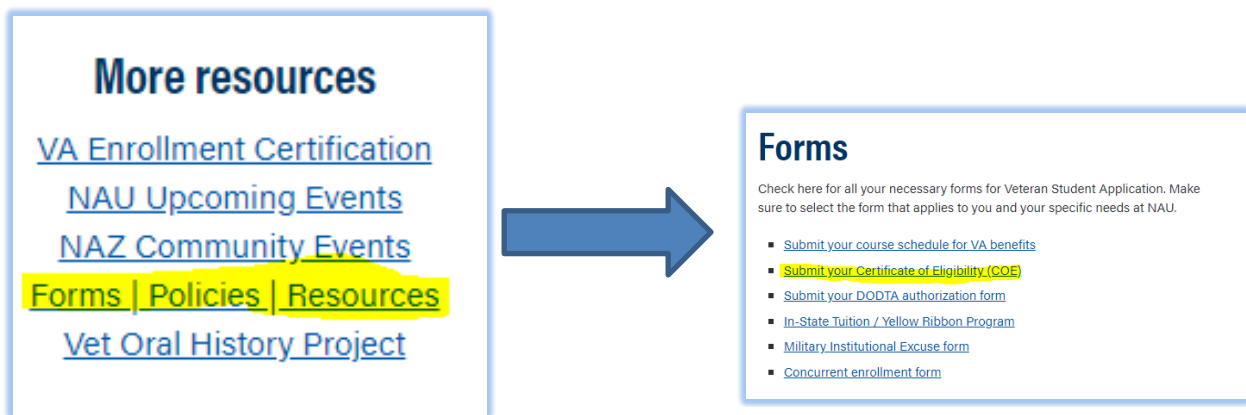 More resources
VA Enrollment Certification
NAU Upcoming Events
NAZ Community Events
Forms | Policies | Resources
Vet Oral History Project
Forms
Check here for all your necessary forms for Veteran Student Application. Make
sure to select the form that applies to you and your specific needs at NAU.
Submit your course schedule for VA benefits
Submit your Certificate of Eligibility (COE)
Submit your DODTA authorization form
In-State Tuition / Yellow Ribbon Program
Military Institutional Excuse form
Concurrent enrollment form